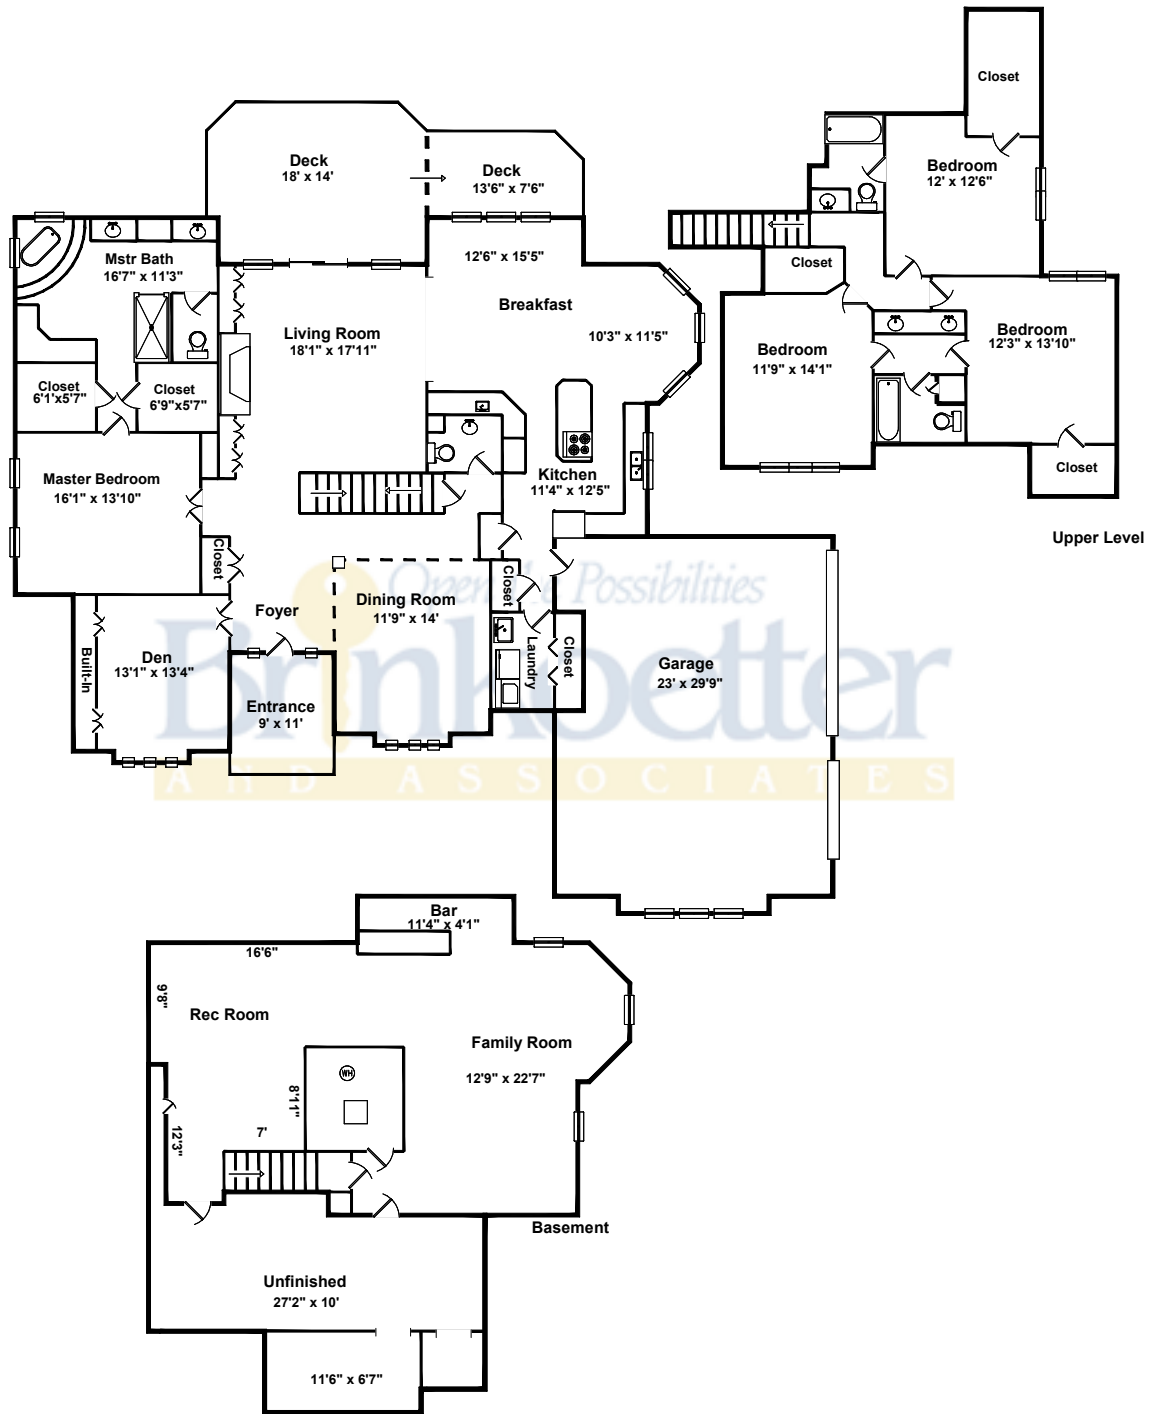 Closet
Bedroom
12' x 12'6"
Closet
Bedroom
11'9" x 14'1"
Bedroom
12'3" x 13'10"
Closet
Upper Level
Deck
18' x 14'
Deck
13'6" x 7'6"
Mstr Bath
16'7" x 11'3"
12'6" x 15'5"
Breakfast
10'3" x 11'5"
Living Room
18'1" x 17'11"
Closet
6'1'x5'7"
Closet
6'9"x5'7"
Master Bedroom
16'1" x 13'10"
Kitchen
11'4" x 12'5"
Closet
Foyer
Dining Room
11'9" x 14'
Closet
Laundry
Closet
Built-In
Den
13'1" x 13'4"
Entrance
9' x 11'
Garage
23' x 29'9"
Open the Possibilities
Brinkoetter
AND ASSOCIATES
Bar
11'4" x 4'1"
16'6"
9'8"
Rec Room
Family Room
12'9" x 22'7"
WH
8'11"
7'
12'3"
Basement
Unfinished
27'2" x 10'
11'6" x 6'7"